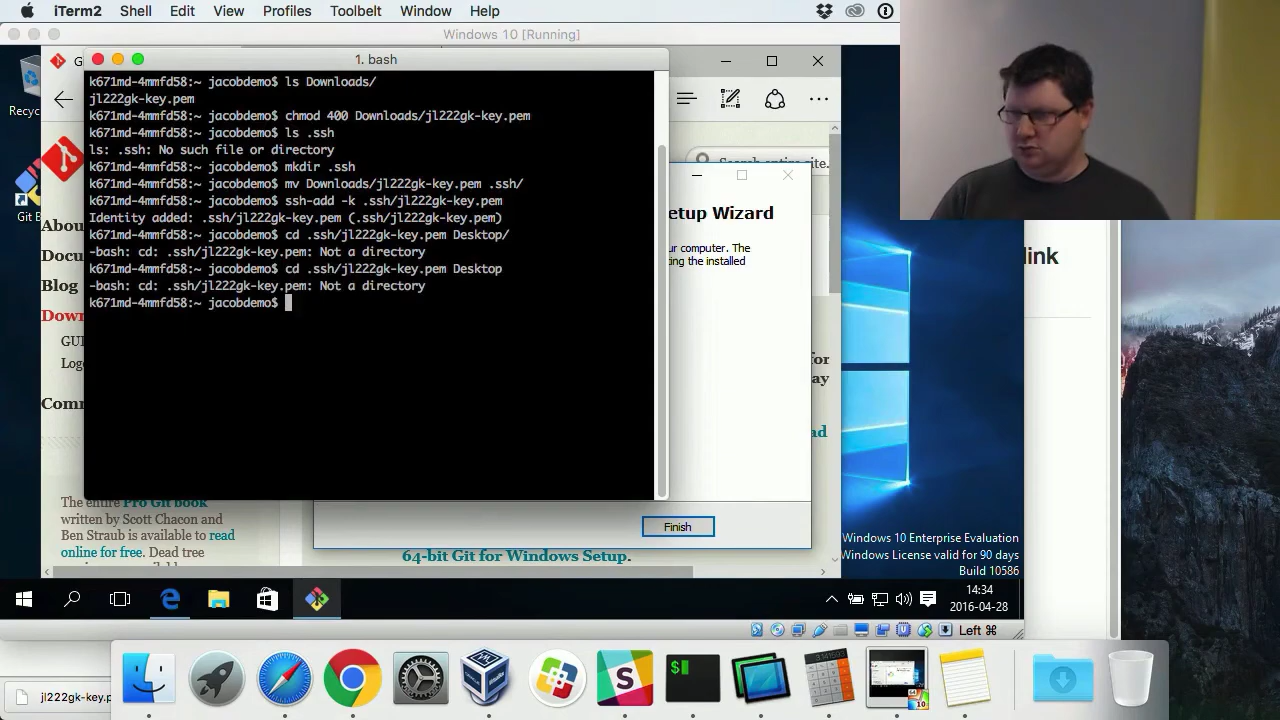 iTerm2 Shell Edit View Profiles Toolbelt Window Help
Windows 10 [Running]
1. bash
k671md-4mmfd58:~ jacobdemo$ ls Downloads/
jl222gk-key.pem
k671md-4mmfd58:~ jacobdemo$ chmod 400 Downloads/jl222gk-key.pem
k671md-4mmfd58:~ jacobdemo$ ls .ssh
ls: .ssh: No such file or directory
k671md-4mmfd58:~ jacobdemo$ mkdir .ssh
k671md-4mmfd58:~ jacobdemo$ mv Downloads/jl222gk-key.pem .ssh/
k671md-4mmfd58:~ jacobdemo$ ssh-add -k .ssh/jl222gk-key.pem
Identity added: .ssh/jl222gk-key.pem (.ssh/jl222gk-key.pem)
k671md-4mmfd58:~ jacobdemo$ cd .ssh/jl222gk-key.pem Desktop/
-bash: cd: .ssh/jl222gk-key.pem: Not a directory
k671md-4mmfd58:~ jacobdemo$ cd .ssh/jl222gk-key.pem Desktop
-bash: cd: .ssh/jl222gk-key.pem: Not a directory
k671md-4mmfd58:~ jacobdemo$
Recyc
Git B
G
Abou
Blog
Down
GUI
Logo
Comm
The entire Pro Git book
written by Scott Chacon and
Ben Straub is available to read
online for free. Dead tree
Search entire site.
etup Wizard
ur computer. The
ing the installed
for
ay
ad
Finish
64-bit Git for Windows Setup.
link
Windows 10 Enterprise Evaluation
Windows License valid for 90 days
Build 10586
14:34
2016-04-28
Left ⌘
jl222gk-key.p